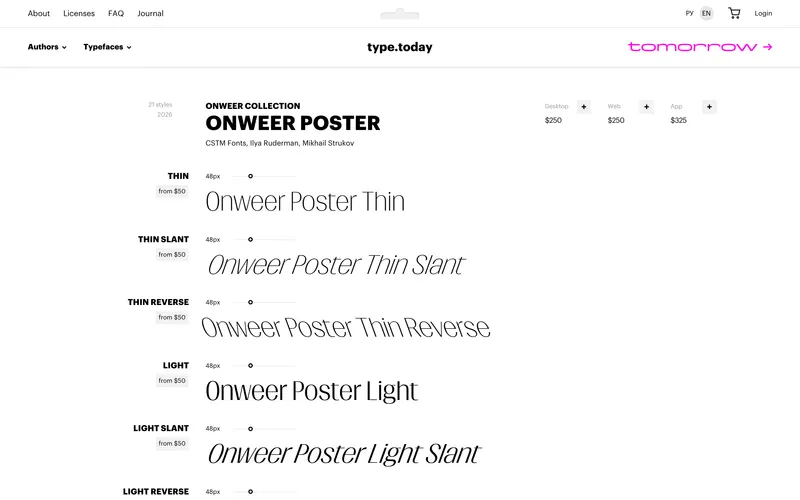 About Licenses FAQ Journal РУ EN Login
Authors Typefaces type.today tomorrow →
21 styles
2026
ONWEER COLLECTION
ONWEER POSTER
CSTM Fonts, Ilya Ruderman, Mikhail Strukov
Desktop + Web + App +
$250 $250 $325
THIN 48px
from $50
Onweer Poster Thin
THIN SLANT 48px
from $50
Onweer Poster Thin Slant
THIN REVERSE 48px
from $50
Onweer Poster Thin Reverse
LIGHT 48px
from $50
Onweer Poster Light
LIGHT SLANT 48px
from $50
Onweer Poster Light Slant
LIGHT REVERSE 48px